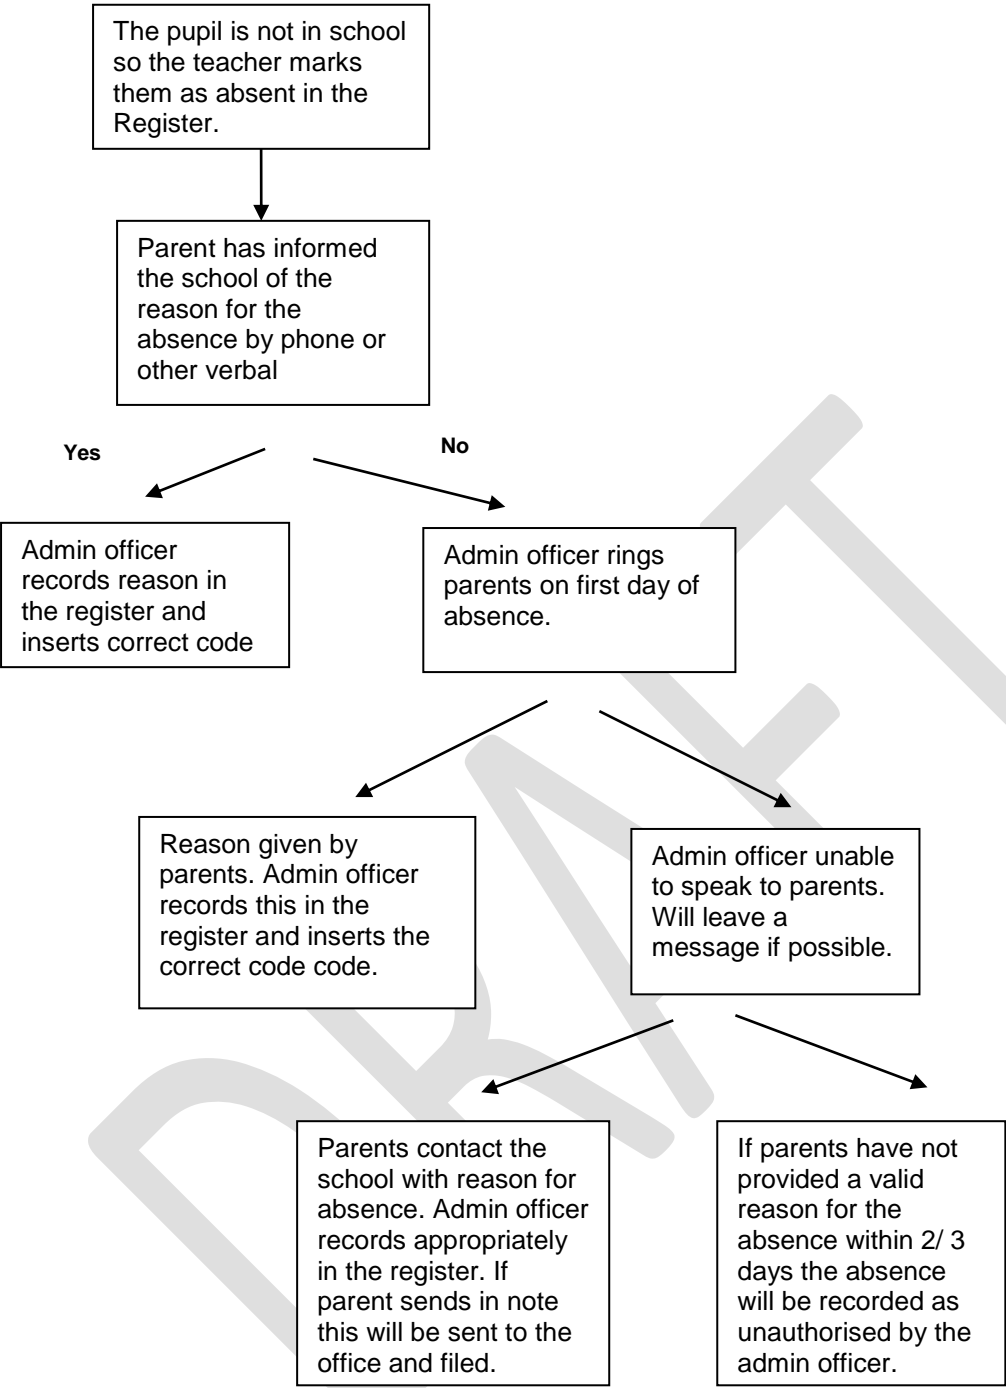 The pupil is not in school
so the teacher marks
them as absent in the
Register.
Parent has informed
the school of the
reason for the
absence by phone or
other verbal
Yes
No
Admin officer
records reason in
the register and
inserts correct code
Admin officer rings
parents on first day of
absence.
Reason given by
parents. Admin officer
records this in the
register and inserts the
correct code code.
Admin officer unable
to speak to parents.
Will leave a
message if possible.
Parents contact the
school with reason for
absence. Admin officer
records appropriately
in the register. If
parent sends in note
this will be sent to the
office and filed.
If parents have not
provided a valid
reason for the
absence within 2/ 3
days the absence
will be recorded as
unauthorised by the
admin officer.
DRAFT